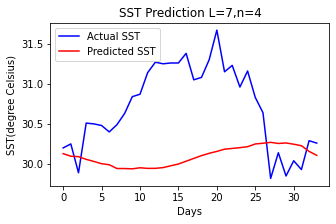 SST Prediction L=7,n=4
Actual SST
Predicted SST
31.5
31.0
30.5
30.0
SST(degree Celsius)
0
5
10
15
20
25
30
Days